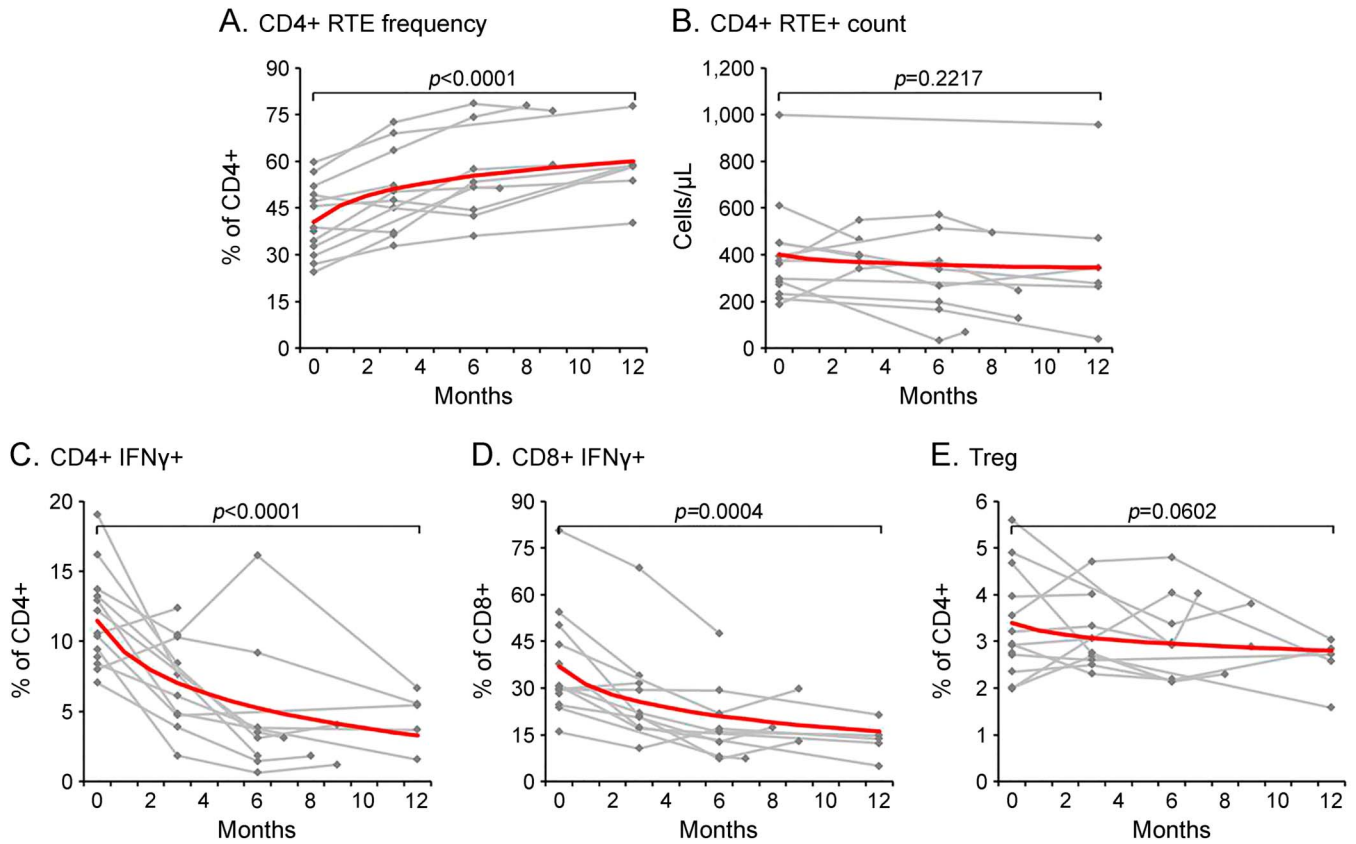 A. CD4+ RTE frequency
% of CD4+
90
75
60
45
30
15
0
p<0.0001
0 2 4 6 8 10 12
Months
B. CD4+ RTE+ count
Cells/µL
1,200
1,000
800
600
400
200
0
p=0.2217
0 2 4 6 8 10 12
Months
C. CD4+ IFNγ+
% of CD4+
20
15
10
5
0
p<0.0001
0 2 4 6 8 10 12
Months
D. CD8+ IFNγ+
% of CD8+
90
75
60
45
30
15
0
p=0.0004
0 2 4 6 8 10 12
Months
E. Treg
% of CD4+
6
5
4
3
2
1
0
p=0.0602
0 2 4 6 8 10 12
Months